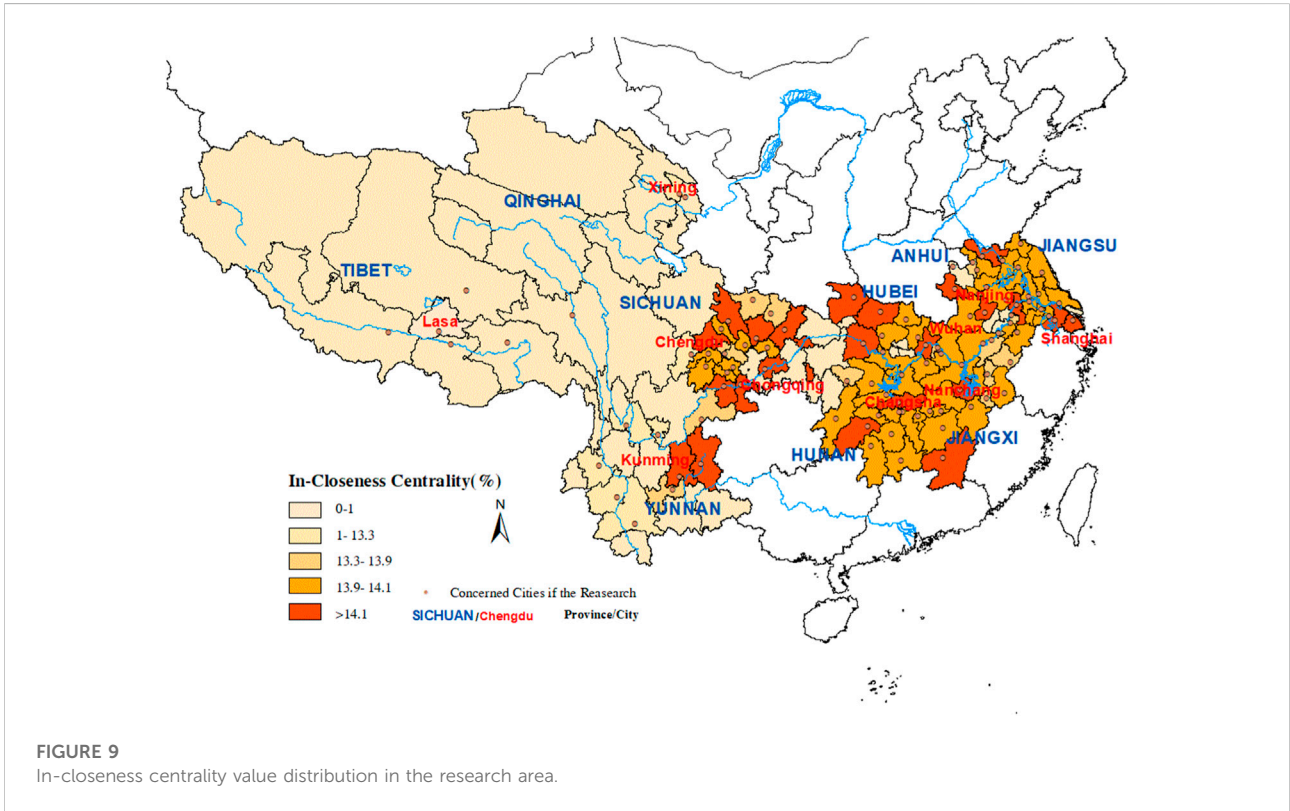 Xining
QINGHAI
ANHUI
JIANGSU
TIBET
SICHUAN
HUBEI
Nanjing
Lasa
Wuhan
Chengdu
Shanghai
Chongqing
Nanchang
Changsha
JIANGXI
HUNAN
Kunming
YUNNAN
In-Closeness Centrality(%)
0-1
1- 13.3
13.3- 13.9
13.9- 14.1
>14.1
N
Concerned Cities if the Reasearch
SICHUAN/Chengdu Province/City
FIGURE 9
In-closeness centrality value distribution in the research area.